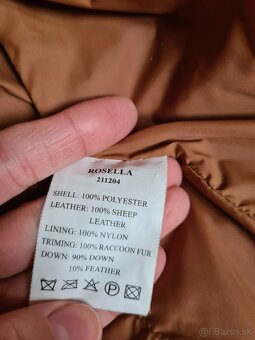 ROSELLA
211204
SHELL: 100% POLYESTER
LEATHER: 100% SHEEP
LEATHER
LINING: 100% NYLON
TRIMING: 100% RACCOON FUR
DOWN: 90% DOWN
10% FEATHER
P
Bazos.sk